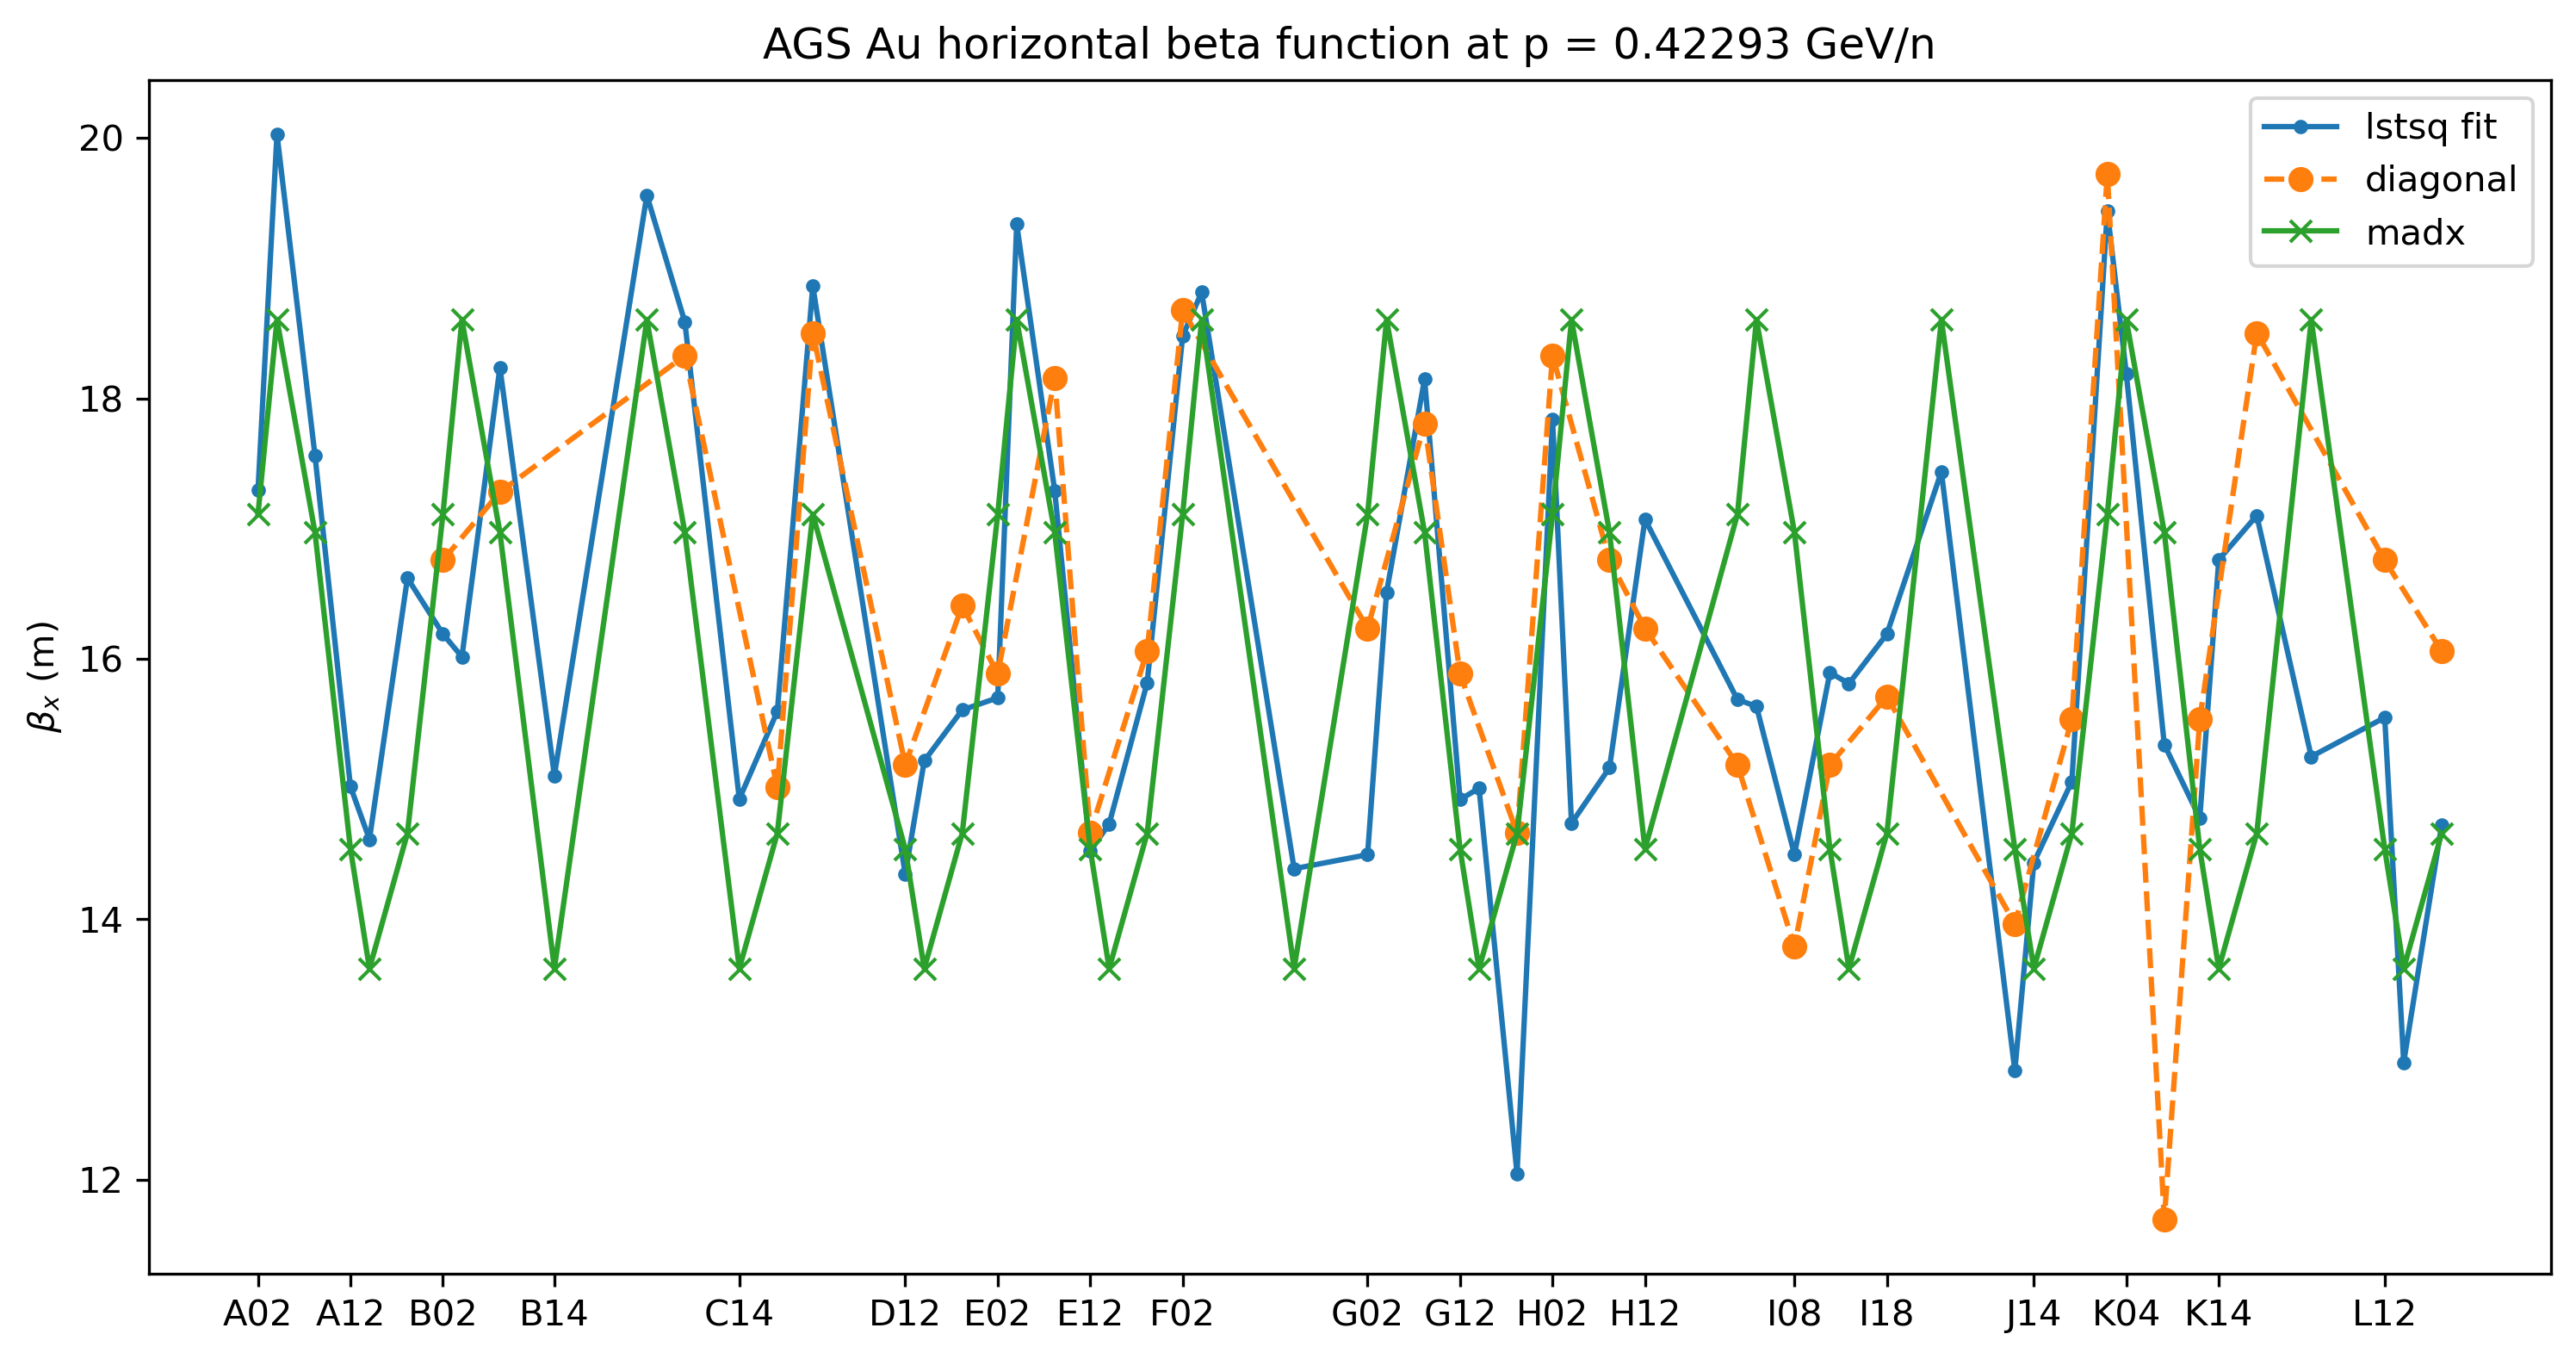 AGS Au horizontal beta function at p = 0.42293 GeV/n
lstsq fit
diagonal
madx
20
18
16
14
12
βx (m)
A02 A12 B02 B14 C14 D12 E02 E12 F02 G02 G12 H02 H12 I08 I18 J14 K04 K14 L12